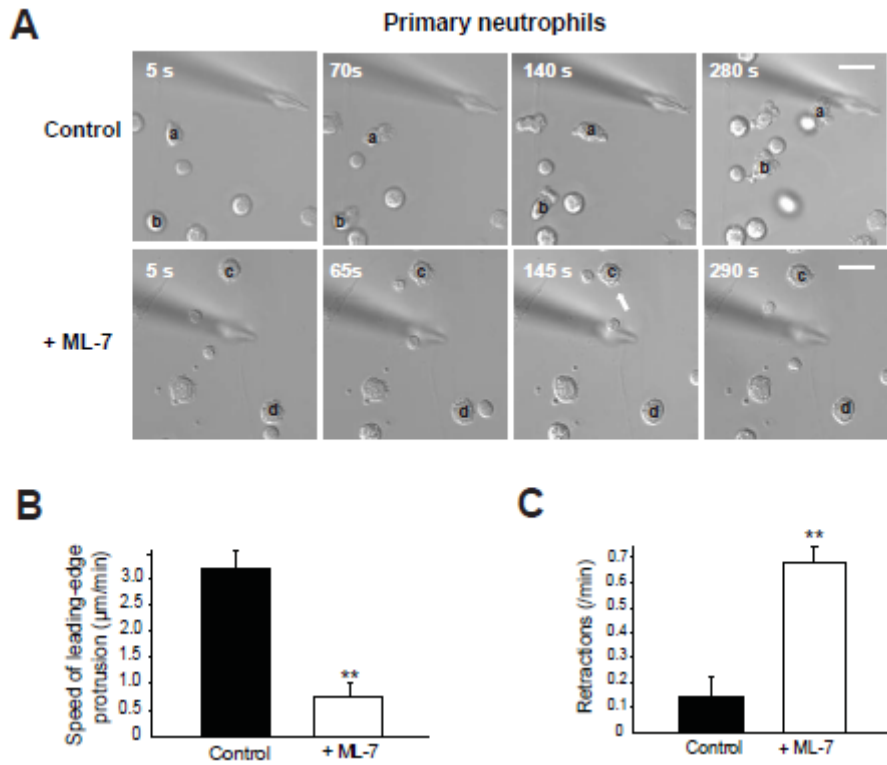 A
Primary neutrophils
Control
5 s
70s
140 s
280 s
a
a
a
a
b
b
b
b
+ ML-7
5 s
65s
145 s
290 s
c
c
c
c
d
d
d
d
B
Speed of leading-edge
protrusion (μm/min)
3.0
2.5
2.0
1.5
1.0
0.5
0
**
Control
+ ML-7
C
Retractions (/min)
0.7
0.6
0.5
0.4
0.3
0.2
0.1
0
**
Control
+ ML-7